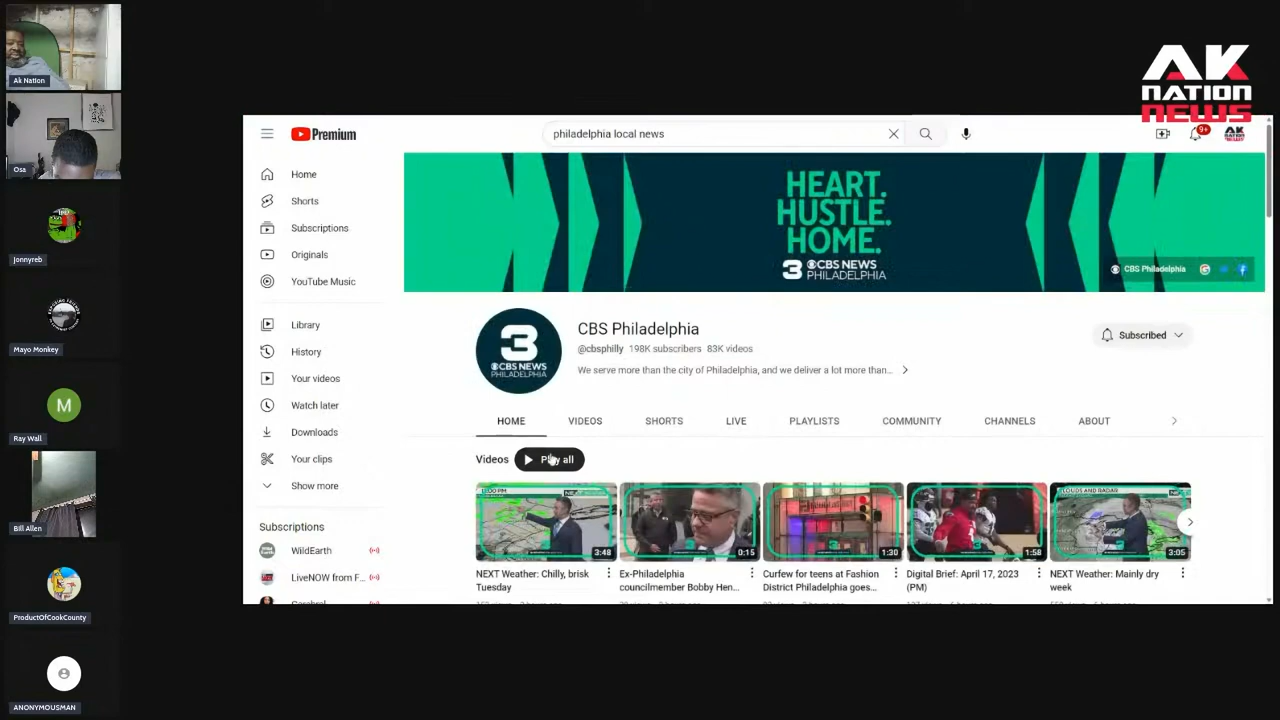 Ak Nation
Osa
Jonnyreb
Mayo Monkey
M
Ray Wall
Bill Allen
ProductOfCookCounty
ANONYMOUSMAN
AK
NATION
NEWS
Premium
philadelphia local news
9+
Home
Shorts
Subscriptions
Originals
YouTube Music
Library
History
Your videos
Watch later
Downloads
Your clips
Show more
Subscriptions
WildEarth
LiveNOW from F...
HEART.
HUSTLE.
HOME.
3 CBS NEWS
PHILADELPHIA
CBS Philadelphia
3
CBS NEWS
PHILADELPHIA
CBS Philadelphia
@cbsphilly 198K subscribers 83K videos
We serve more than the city of Philadelphia, and we deliver a lot more than...
Subscribed
HOME VIDEOS SHORTS LIVE PLAYLISTS COMMUNITY CHANNELS ABOUT
Videos Play all
3:48
0:15
1:30
1:58
3:05
NEXT Weather: Chilly, brisk
Tuesday
Ex-Philadelphia
councilmember Bobby Hen...
Curfew for teens at Fashion
District Philadelphia goes...
Digital Brief: April 17, 2023
(PM)
NEXT Weather: Mainly dry
week